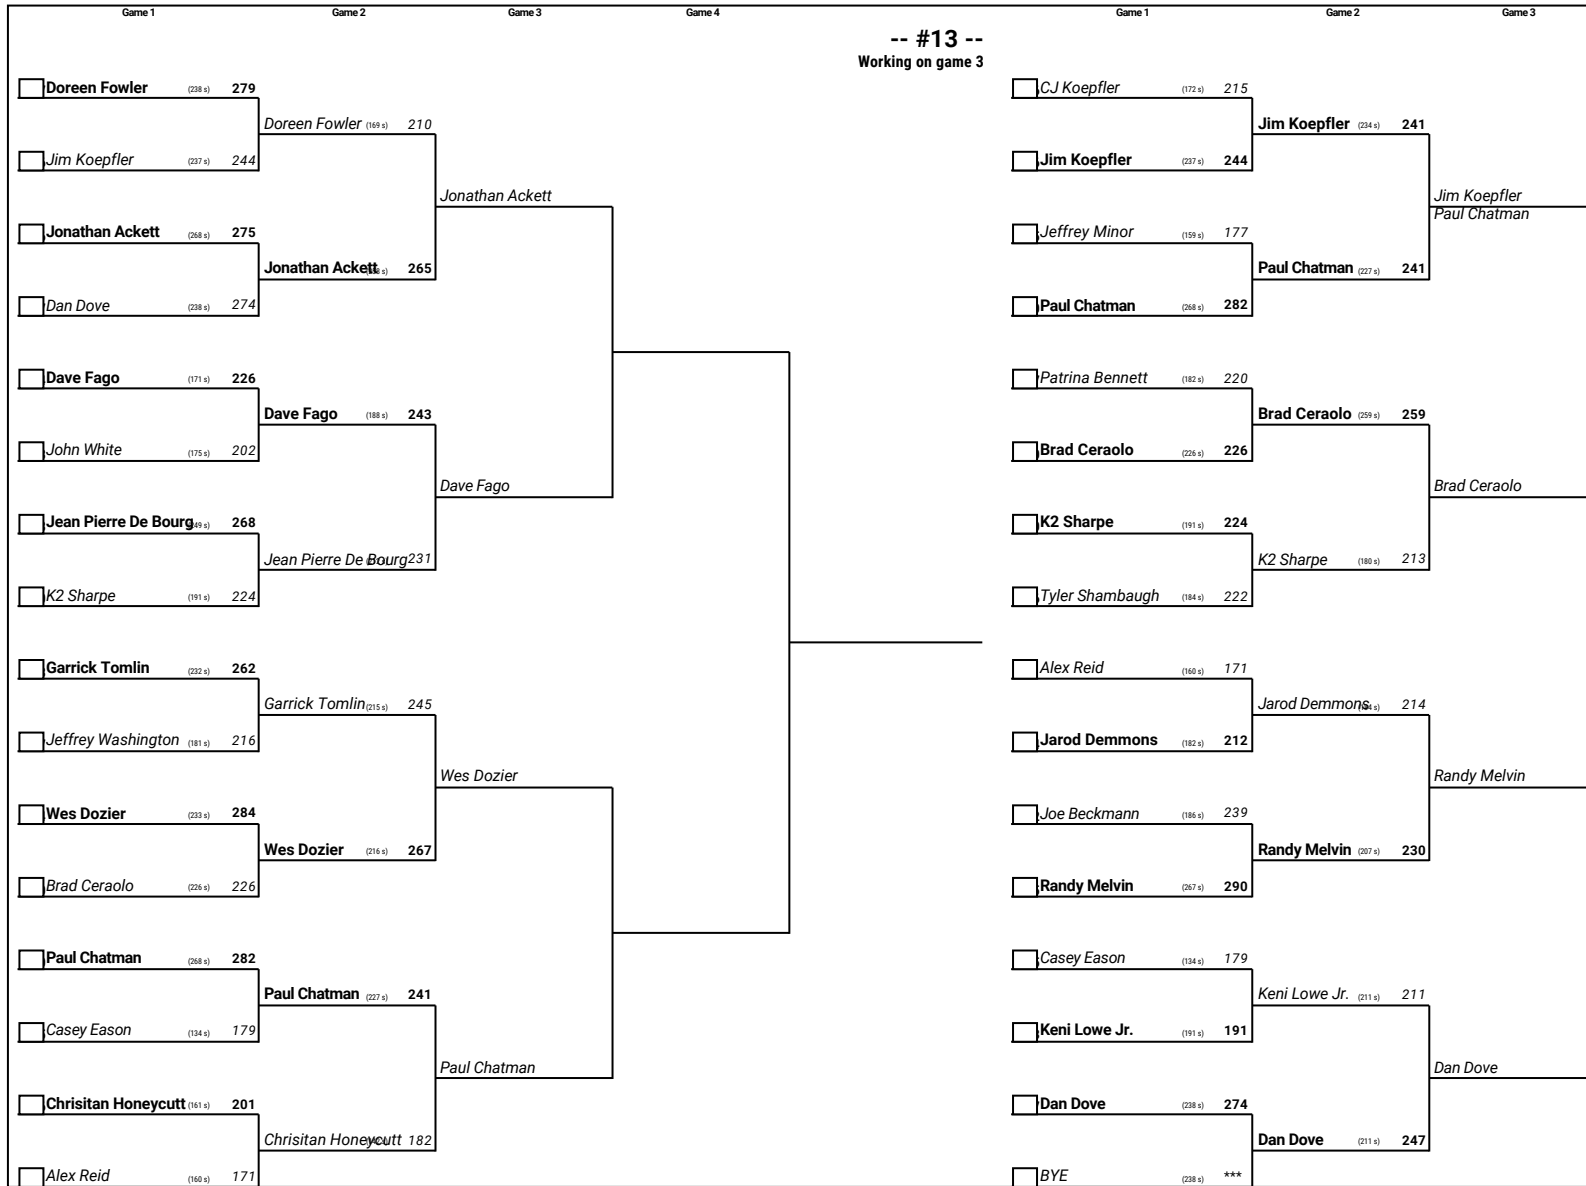 Game 1 Game 2 Game 3 Game 4 Game 1 Game 2 Game 3
-- #13 --
Working on game 3
Doreen Fowler (238 s) 279
Doreen Fowler (169 s) 210
Jim Koepfler (237 s) 244
Jonathan Ackett
Jonathan Ackett (268 s) 275
Jonathan Ackett 265
Dan Dove (238 s) 274
Dave Fago (171 s) 226
Dave Fago (188 s) 243
John White (175 s) 202
Dave Fago
Jean Pierre De Bourg 268
Jean Pierre De Bourg 231
K2 Sharpe (191 s) 224
Garrick Tomlin (232 s) 262
Garrick Tomlin (215 s) 245
Jeffrey Washington (181 s) 216
Wes Dozier
Wes Dozier (233 s) 284
Wes Dozier (216 s) 267
Brad Ceraolo (226 s) 226
Paul Chatman (268 s) 282
Paul Chatman (227 s) 241
Casey Eason (134 s) 179
Paul Chatman
Chrisitan Honeycutt (161 s) 201
Chrisitan Honeycutt 182
Alex Reid (160 s) 171
CJ Koepfler (172 s) 215
Jim Koepfler (234 s) 241
Jim Koepfler (237 s) 244
Jim Koepfler
Paul Chatman
Jeffrey Minor (159 s) 177
Paul Chatman (227 s) 241
Paul Chatman (268 s) 282
Patrina Bennett (182 s) 220
Brad Ceraolo (259 s) 259
Brad Ceraolo (226 s) 226
Brad Ceraolo
K2 Sharpe (191 s) 224
K2 Sharpe (180 s) 213
Tyler Shambaugh (184 s) 222
Alex Reid (160 s) 171
Jarod Demmons 214
Jarod Demmons (182 s) 212
Randy Melvin
Joe Beckmann (186 s) 239
Randy Melvin (207 s) 230
Randy Melvin (267 s) 290
Casey Eason (134 s) 179
Keni Lowe Jr. (211 s) 211
Keni Lowe Jr. (191 s) 191
Dan Dove
Dan Dove (238 s) 274
Dan Dove (211 s) 247
BYE (238 s) ***